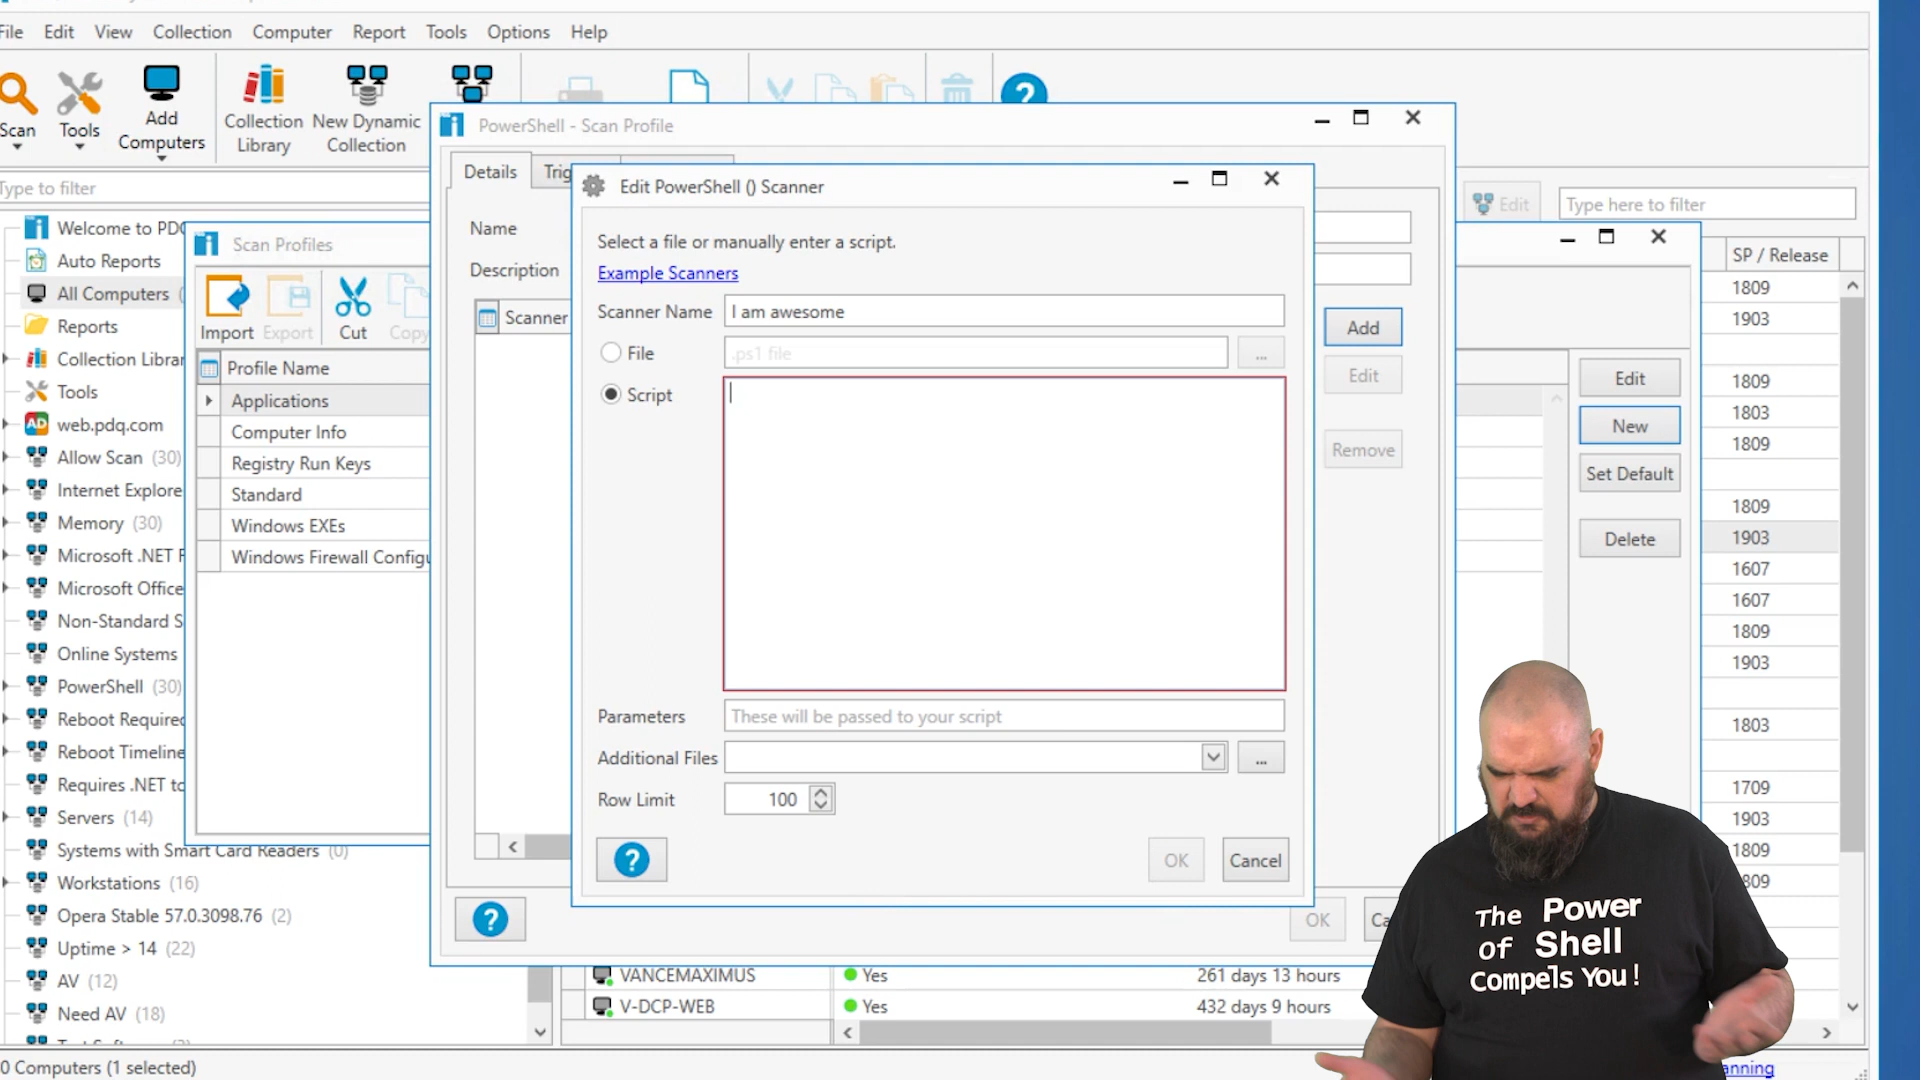 File Edit View Collection Computer Report Tools Options Help
Scan
Tools
Add Computers
Collection Library
New Dynamic Collection
Type to filter
Welcome to PDQ
Auto Reports
All Computers (
Reports
Collection Librar
Tools
web.pdq.com
Allow Scan (30)
Internet Explore
Memory (30)
Microsoft .NET F
Microsoft Office
Non-Standard S
Online Systems
PowerShell (30)
Reboot Required
Reboot Timeline
Requires .NET to
Servers (14)
Systems with Smart Card Readers (0)
Workstations (16)
Opera Stable 57.0.3098.76 (2)
Uptime > 14 (22)
AV (12)
Need AV (18)
0 Computers (1 selected)
Scan Profiles
Import
Export
Cut
Copy
Profile Name
Applications
Computer Info
Registry Run Keys
Standard
Windows EXEs
Windows Firewall Configu
PowerShell - Scan Profile
Details
Trig
Name
Description
Scanner
Add
Edit
Remove
OK
Ca
Edit PowerShell () Scanner
Select a file or manually enter a script.
Example Scanners
Scanner Name I am awesome
File .ps1 file ...
Script
Parameters These will be passed to your script
Additional Files ...
Row Limit 100
?
OK
Cancel
?
?
Edit
New
Set Default
Delete
Edit
Type here to filter
SP / Release
1809
1903
1809
1803
1809
1809
1903
1607
1607
1809
1903
1803
1709
1903
1809
809
VANCEMAXIMUS Yes 261 days 13 hours
V-DCP-WEB Yes 432 days 9 hours
anning
The Power
of Shell
Compels You!